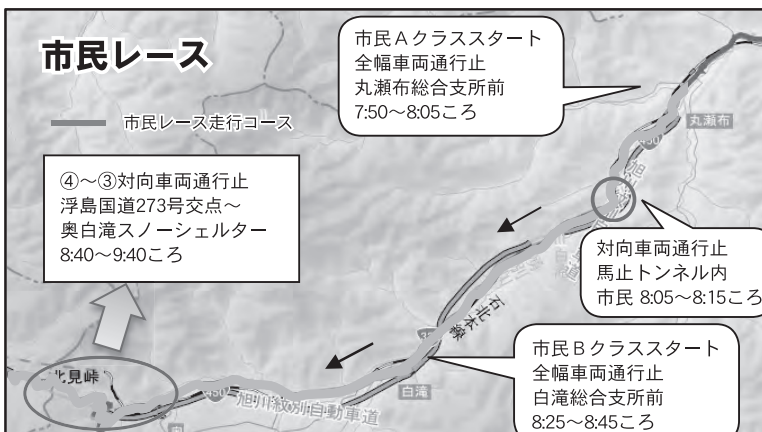 市民レース
市民レース走行コース
市民Aクラススタート
全幅車両通行止
丸瀬布総合支所前
7:50～8:05ころ
丸瀬布
450
④～③対向車両通行止
浮島国道273号交点～
奥白滝スノーシェルター
8:40～9:40ころ
対向車両通行止
馬止トンネル内
市民 8:05～8:15ころ
石北本線
市民Bクラススタート
全幅車両通行止
白滝総合支所前
8:25～8:45ころ
北見峠
450
旭川紋別自動車道
白滝